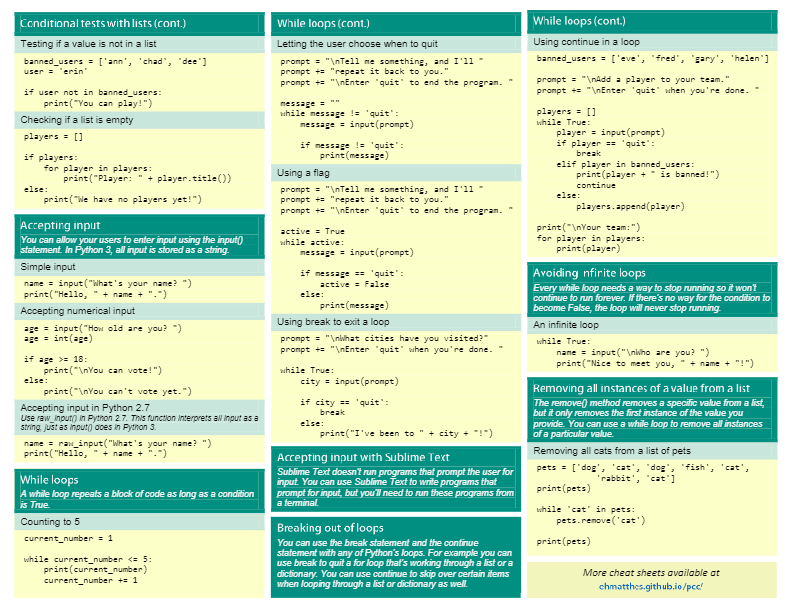 Conditional tests with lists (cont.)
Testing if a value is not in a list
banned_users = ['ann', 'chad', 'dee']
user = 'erin'
if user not in banned_users:
print("You can play!")
Checking if a list is empty
players = []
if players:
for player in players:
print("Player: " + player.title())
else:
print("We have no players yet!")
Accepting input
You can allow your users to enter input using the input()
statement. In Python 3, all input is stored as a string.
Simple input
name = input("What's your name? ")
print("Hello, " + name + ".")
Accepting numerical input
age = input("How old are you? ")
age = int(age)
if age >= 18:
print("\nYou can vote!")
else:
print("\nYou can't vote yet.")
Accepting input in Python 2.7
Use raw_input() in Python 2.7. This function interprets all input as a
string, just as input() does in Python 3.
name = raw_input("What's your name? ")
print("Hello, " + name + ".")
While loops
A while loop repeats a block of code as long as a condition
is True.
Counting to 5
current_number = 1
while current_number <= 5:
print(current_number)
current_number += 1
While loops (cont.)
Letting the user choose when to quit
prompt = "\nTell me something, and I'll "
prompt += "repeat it back to you."
prompt += "\nEnter 'quit' to end the program. "
message = ""
while message != 'quit':
message = input(prompt)
if message != 'quit':
print(message)
Using a flag
prompt = "\nTell me something, and I'll "
prompt += "repeat it back to you."
prompt += "\nEnter 'quit' to end the program. "
active = True
while active:
message = input(prompt)
if message == 'quit':
active = False
else:
print(message)
Using break to exit a loop
prompt = "\nWhat cities have you visited?"
prompt += "\nEnter 'quit' when you're done. "
while True:
city = input(prompt)
if city == 'quit':
break
else:
print("I've been to " + city + "!")
Accepting input with Sublime Text
Sublime Text doesn't run programs that prompt the user for
input. You can use Sublime Text to write programs that
prompt for input, but you'll need to run these programs from
a terminal.
Breaking out of loops
You can use the break statement and the continue
statement with any of Python's loops. For example you can
use break to quit a for loop that's working through a list or a
dictionary. You can use continue to skip over certain items
when looping through a list or dictionary as well.
While loops (cont.)
Using continue in a loop
banned_users = ['eve', 'fred', 'gary', 'helen']
prompt = "\nAdd a player to your team."
prompt += "\nEnter 'quit' when you're done. "
players = []
while True:
player = input(prompt)
if player == 'quit':
break
elif player in banned_users:
print(player + " is banned!")
continue
else:
players.append(player)
print("\nYour team:")
for player in players:
print(player)
Avoiding infinite loops
Every while loop needs a way to stop running so it won't
continue to run forever. If there's no way for the condition to
become False, the loop will never stop running.
An infinite loop
while True:
name = input("\nWho are you? ")
print("Nice to meet you, " + name + "!")
Removing all instances of a value from a list
The remove() method removes a specific value from a list,
but it only removes the first instance of the value you
provide. You can use a while loop to remove all instances
of a particular value.
Removing all cats from a list of pets
pets = ['dog', 'cat', 'dog', 'fish', 'cat',
'rabbit', 'cat']
print(pets)
while 'cat' in pets:
pets.remove('cat')
print(pets)
More cheat sheets available at
ehmatthes.github.io/pcc/